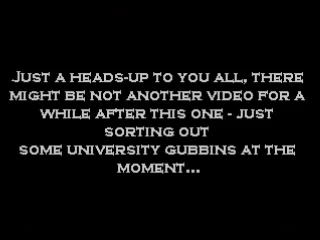 Just a heads-up to you all, there
might be not another video for a
while after this one - just
sorting out
some university gubbins at the
moment...